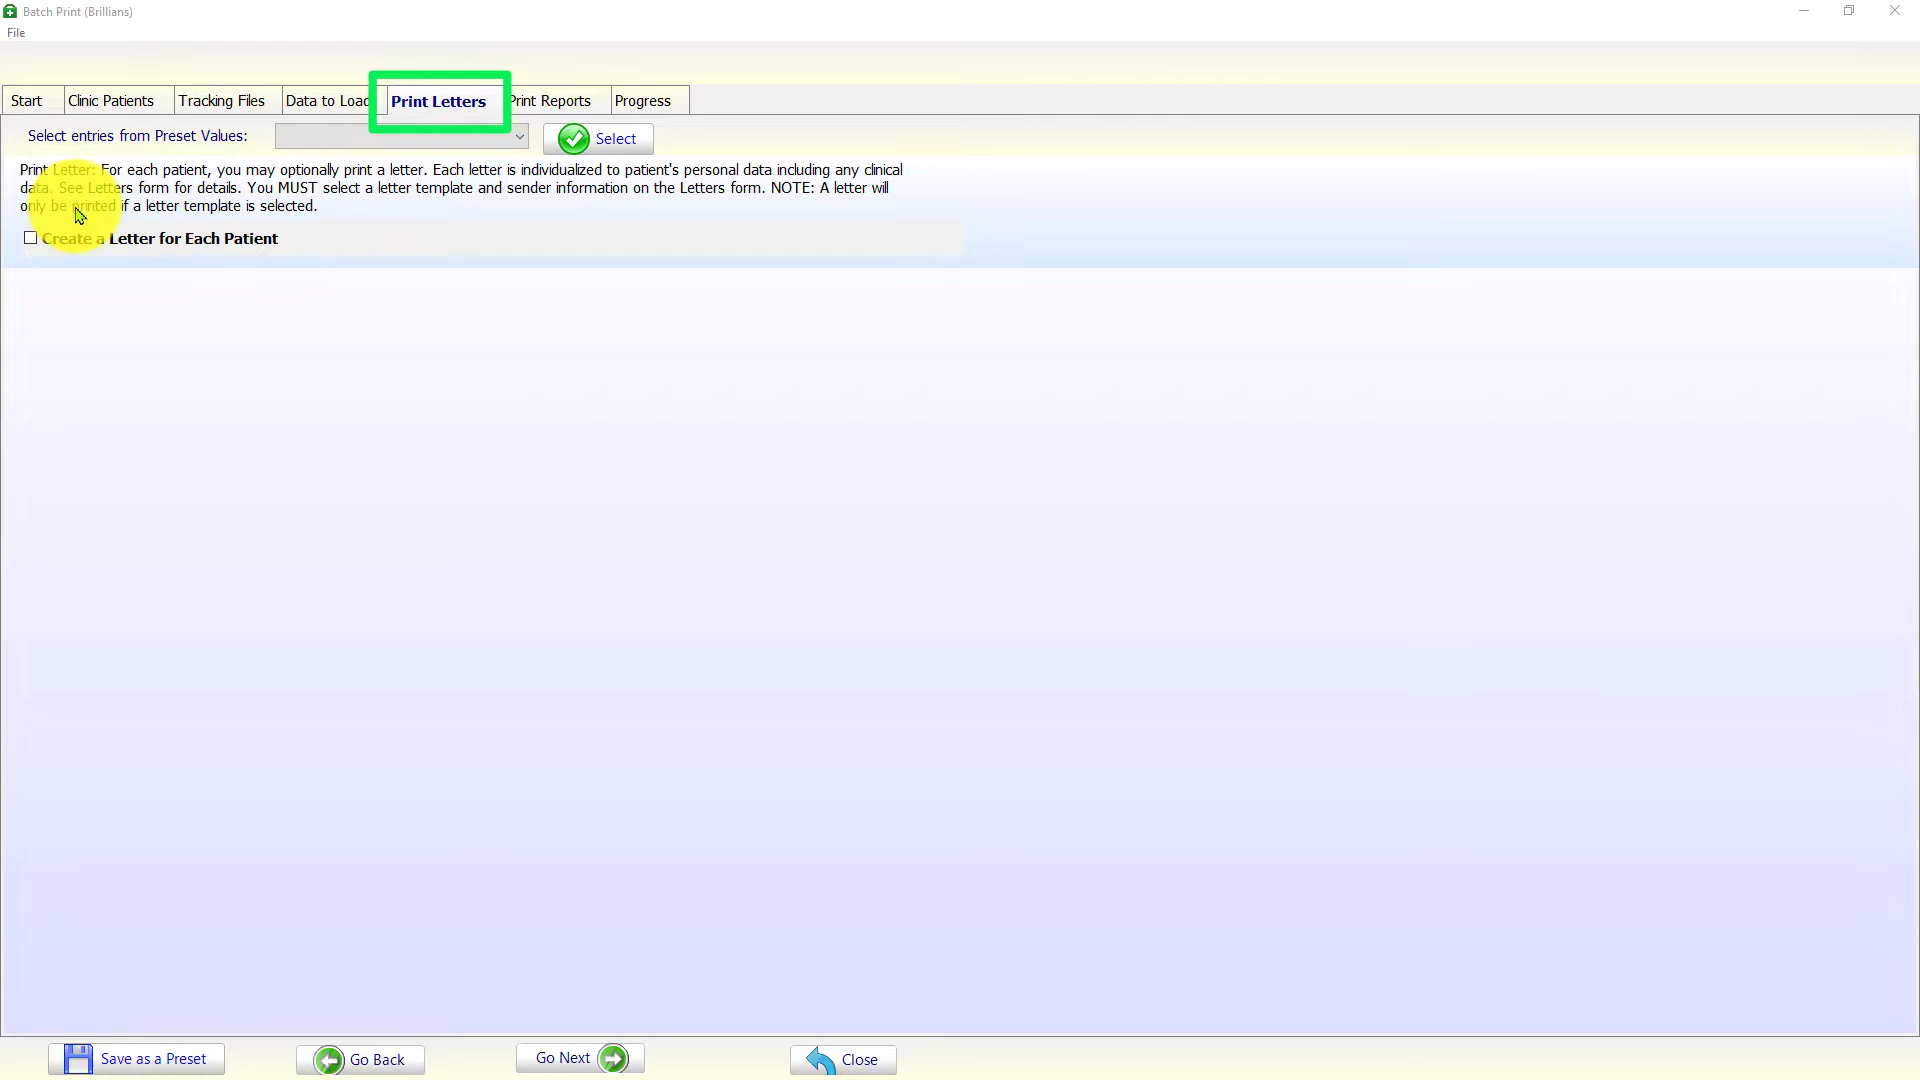 Batch Print (Brillians)
File
Start Clinic Patients Tracking Files Data to Load Print Letters Print Reports Progress
Select entries from Preset Values: Select
Print Letter: For each patient, you may optionally print a letter. Each letter is individualized to patient's personal data including any clinical
data. See Letters form for details. You MUST select a letter template and sender information on the Letters form. NOTE: A letter will
only be printed if a letter template is selected.
Create a Letter for Each Patient
Save as a Preset Go Back Go Next Close